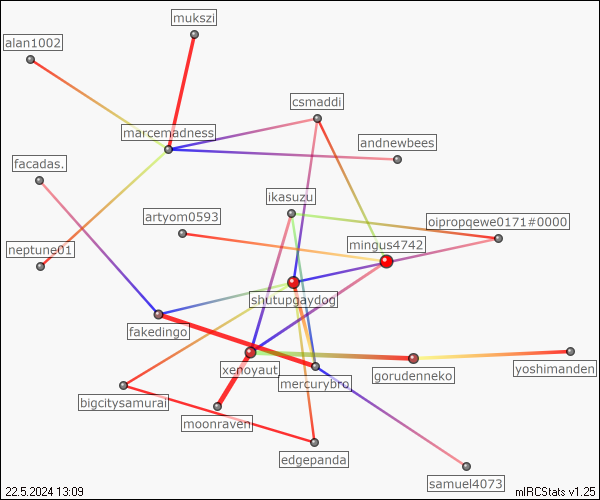 mukszi
alan1002
csmaddi
marcemadness
andnewbees
facadas.
ikasuzu
artyom0593
oipropqewe0171#0000
mingus4742
neptune01
shutupgaydog
fakedingo
xenoyaut
mercurybro
gorudenneko
yoshimanden
bigcitysamurai
moonraven
edgepanda
samuel4073
22.5.2024 13:09
mIRCStats v1.25